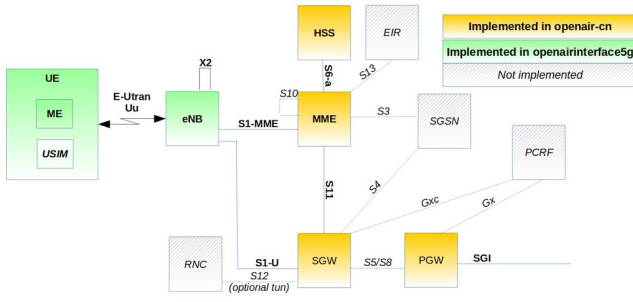 Implemented in openair-cn
Implemented in openairinterface5g
Not implemented
HSS
EIR
X2
UE
ME
USIM
E-Utran
Uu
eNB
S6-a
S13
S10
S1-MME
MME
S3
SGSN
PCRF
S11
S4
Gxc
Gx
RNC
S1-U
S12
(optional tun)
SGW
S5/S8
PGW
SGI